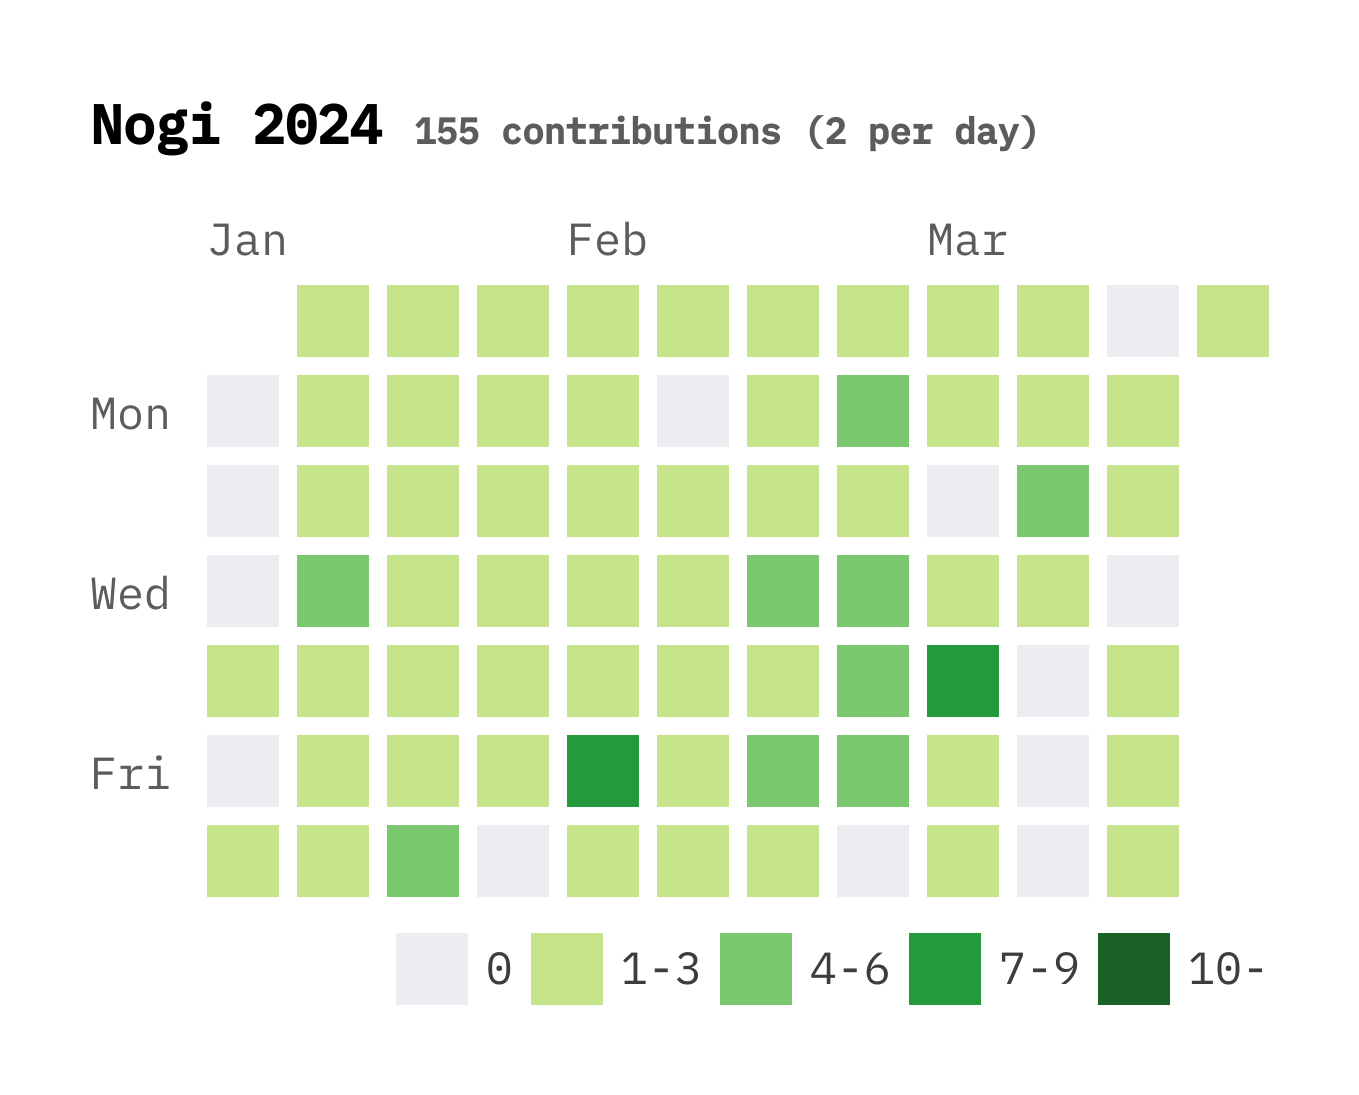 Nogi 2024 155 contributions (2 per day)
Jan Feb Mar
Mon
Wed
Fri
0 1-3 4-6 7-9 10-